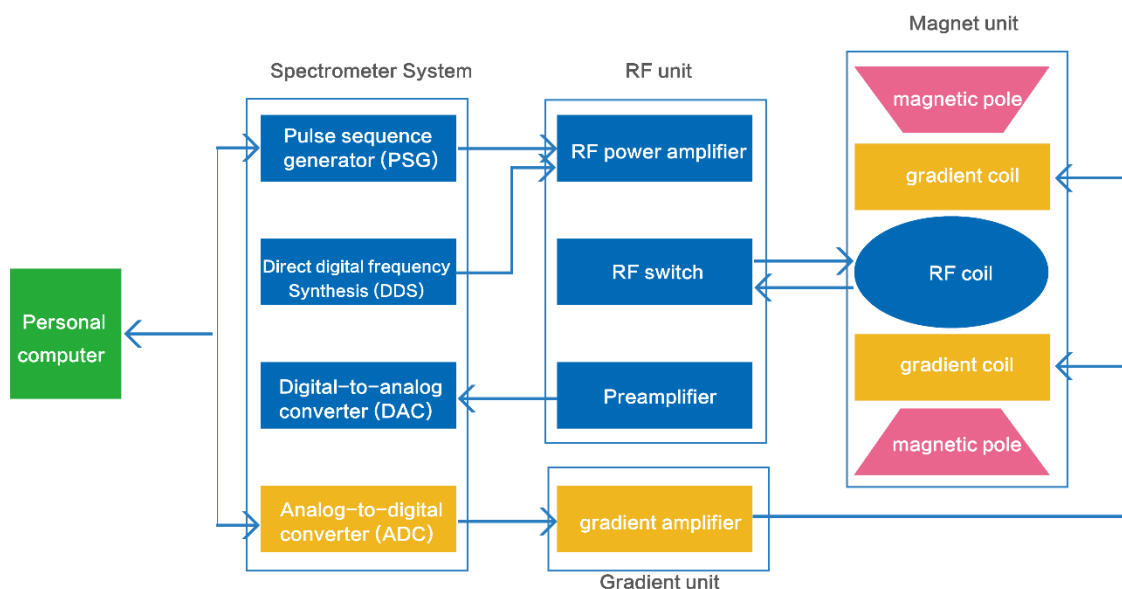 Magnet unit
Spectrometer System
RF unit
magnetic pole
Pulse sequence
generator (PSG)
RF power amplifier
gradient coil
Direct digital frequency
Synthesis (DDS)
RF switch
RF coil
Personal
computer
Digital-to-analog
converter (DAC)
Preamplifier
gradient coil
magnetic pole
Analog-to-digital
converter (ADC)
gradient amplifier
Gradient unit